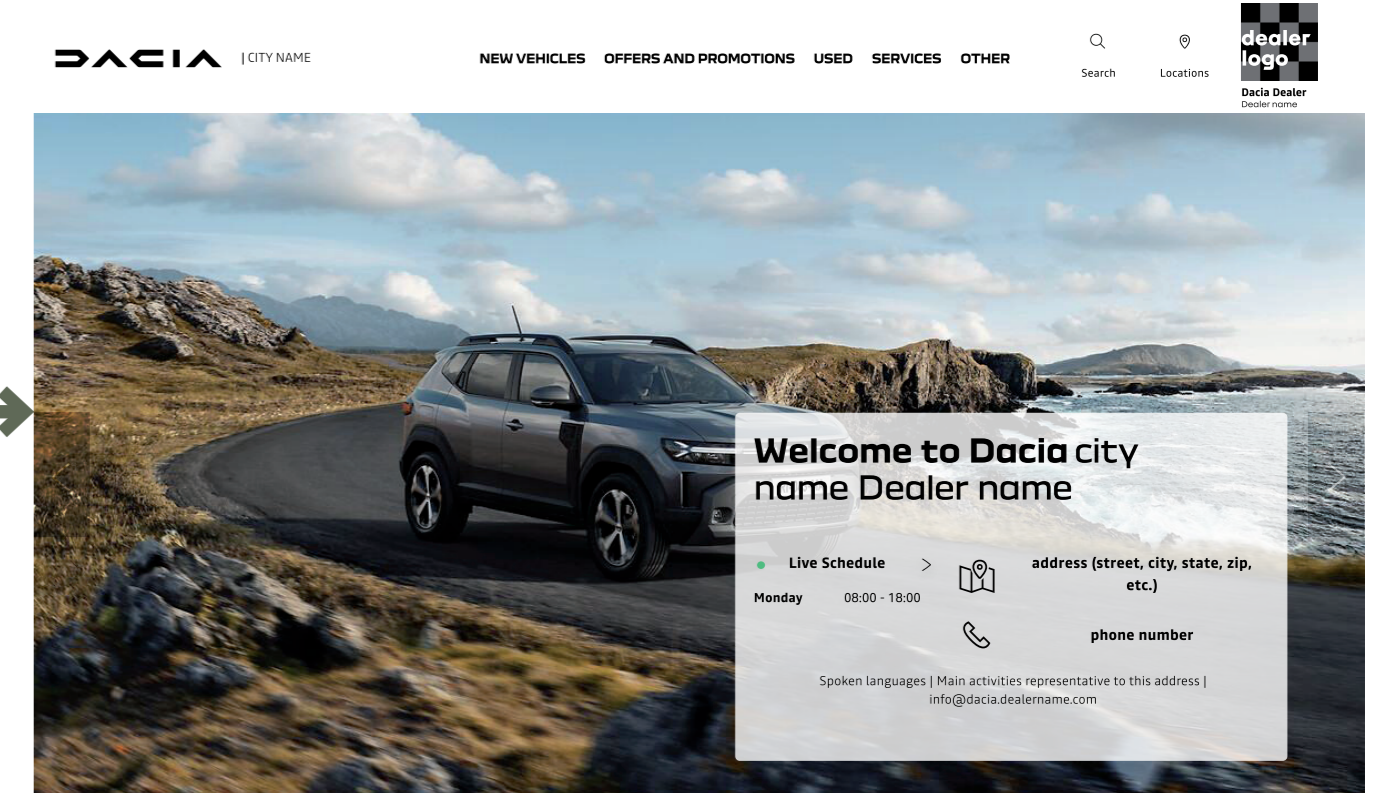 DACIA | CITY NAME
NEW VEHICLES OFFERS AND PROMOTIONS USED SERVICES OTHER
Search
Locations
dealer
logo
Dacia Dealer
Dealer name
Welcome to Dacia city
name Dealer name
Live Schedule
Monday 08:00 - 18:00
address (street, city, state, zip,
etc.)
phone number
Spoken languages | Main activities representative to this address |
info@dacia.dealername.com